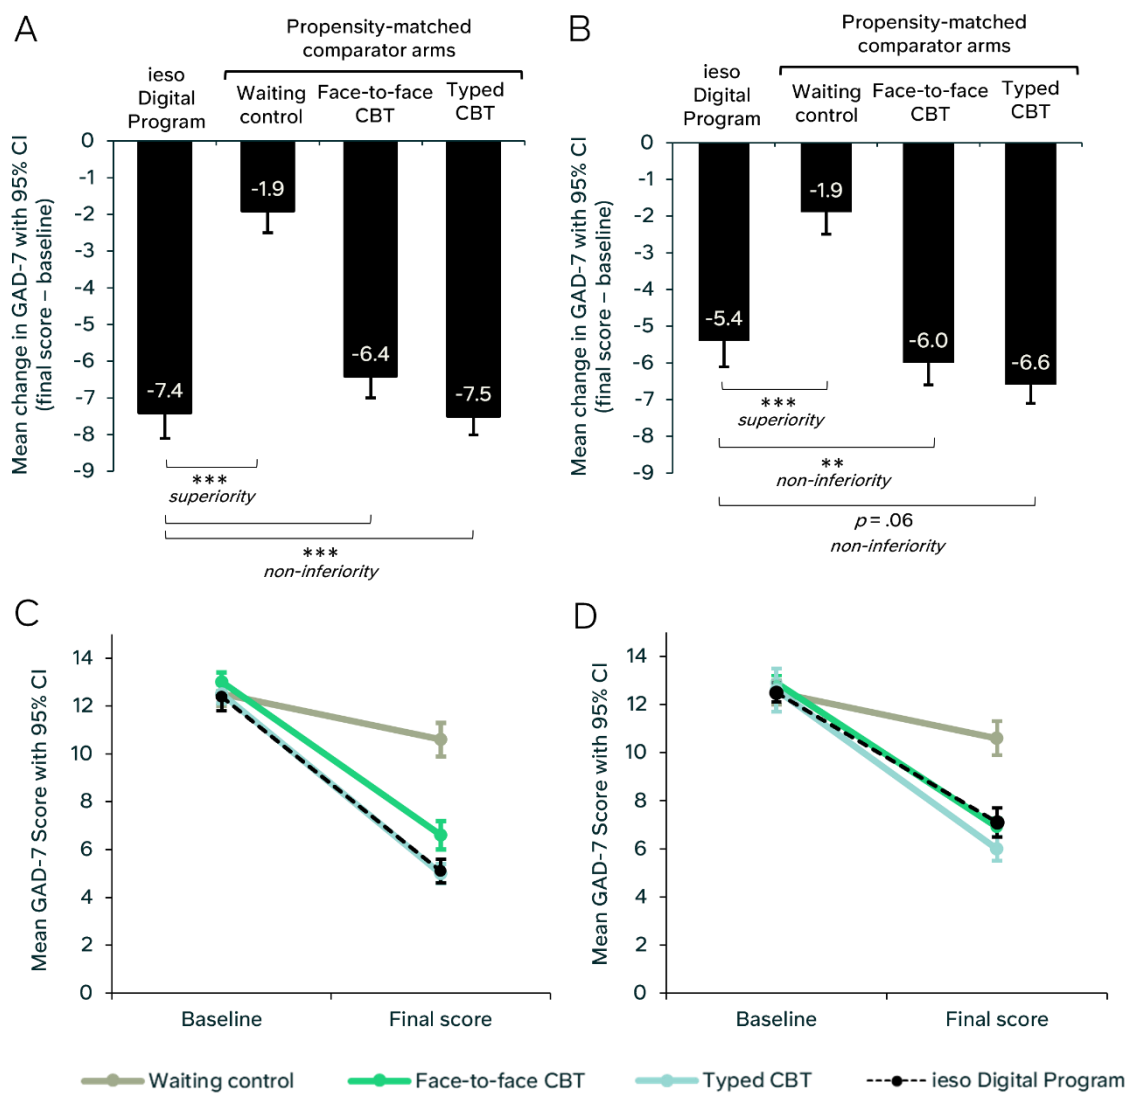 A
Propensity-matched
comparator arms
ieso
Digital
Program
Waiting
control
Face-to-face
CBT
Typed
CBT
Mean change in GAD-7 with 95% CI
(final score – baseline)
0
-1
-2
-3
-4
-5
-6
-7
-8
-9
-7.4
-1.9
-6.4
-7.5
***
superiority
***
non-inferiority
B
Propensity-matched
comparator arms
ieso
Digital
Program
Waiting
control
Face-to-face
CBT
Typed
CBT
Mean change in GAD-7 with 95% CI
(final score – baseline)
0
-1
-2
-3
-4
-5
-6
-7
-8
-9
-5.4
-1.9
-6.0
-6.6
***
superiority
**
non-inferiority
p = .06
non-inferiority
C
Mean GAD-7 Score with 95% CI
14
12
10
8
6
4
2
0
Baseline
Final score
D
Mean GAD-7 Score with 95% CI
14
12
10
8
6
4
2
0
Baseline
Final score
Waiting control
Face-to-face CBT
Typed CBT
ieso Digital Program